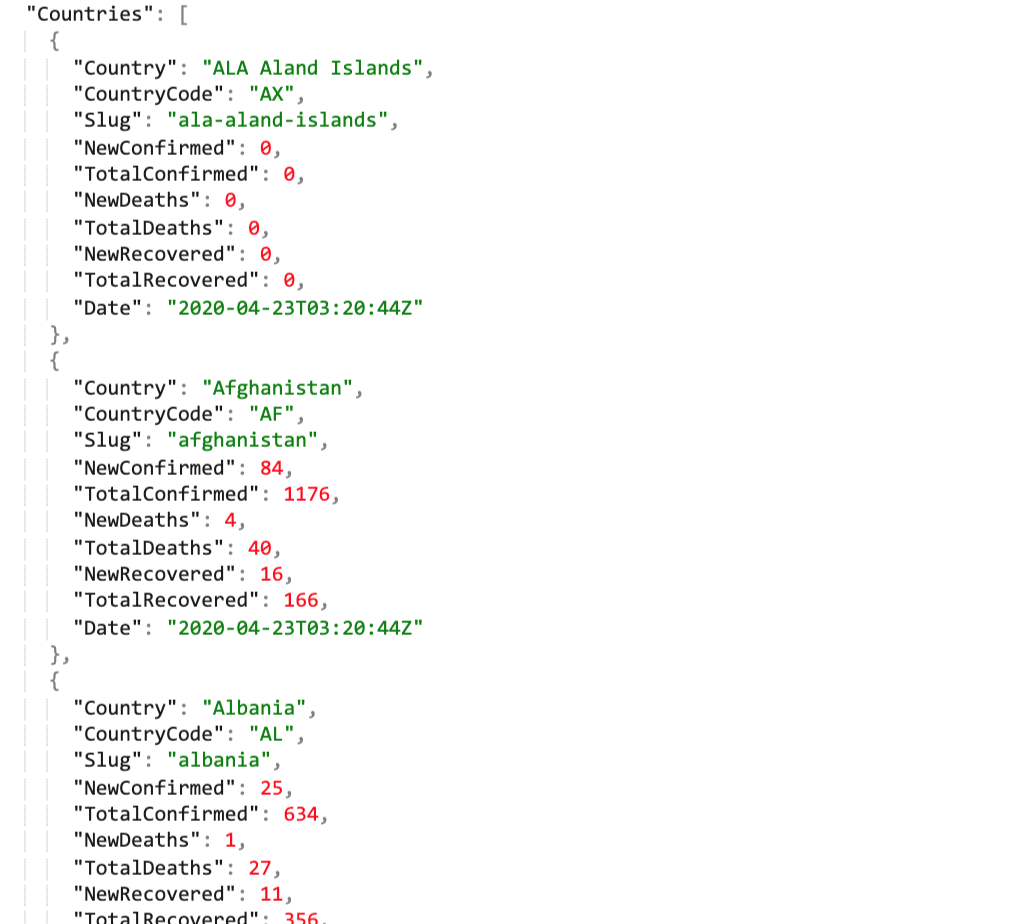 "Countries": [
{
"Country": "ALA Aland Islands",
"CountryCode": "AX",
"Slug": "ala-aland-islands",
"NewConfirmed": 0,
"TotalConfirmed": 0,
"NewDeaths": 0,
"TotalDeaths": 0,
"NewRecovered": 0,
"TotalRecovered": 0,
"Date": "2020-04-23T03:20:44Z"
},
{
"Country": "Afghanistan",
"CountryCode": "AF",
"Slug": "afghanistan",
"NewConfirmed": 84,
"TotalConfirmed": 1176,
"NewDeaths": 4,
"TotalDeaths": 40,
"NewRecovered": 16,
"TotalRecovered": 166,
"Date": "2020-04-23T03:20:44Z"
},
{
"Country": "Albania",
"CountryCode": "AL",
"Slug": "albania",
"NewConfirmed": 25,
"TotalConfirmed": 634,
"NewDeaths": 1,
"TotalDeaths": 27,
"NewRecovered": 11,
"TotalRecovered": 356,